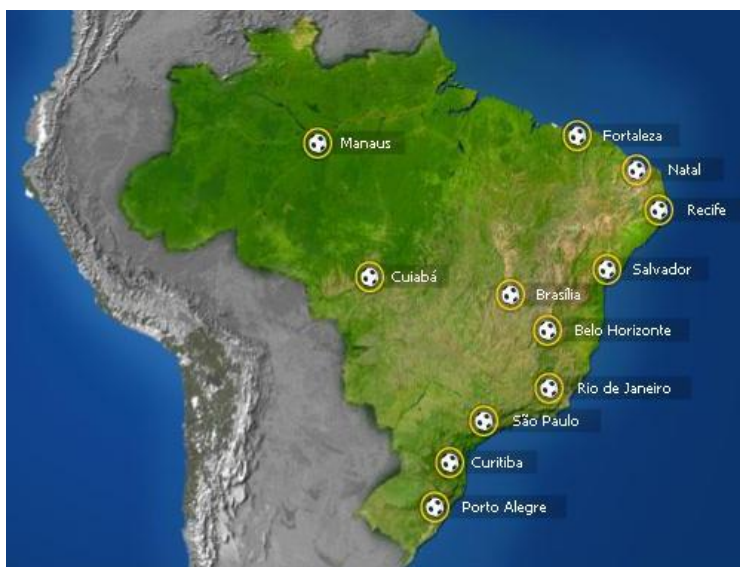 Fortaleza
Manaus
Natal
Recife
Salvador
Cuiabá
Brasília
Belo Horizonte
Rio de Janeiro
São Paulo
Curitiba
Porto Alegre